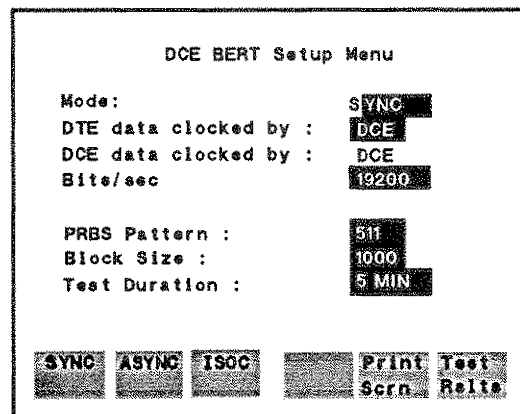 DCE BERT Setup Menu
Mode: SYNC
DTE data clocked by : DCE
DCE data clocked by : DCE
Bits/sec 19200
PRBS Pattern : 511
Block Size : 1000
Test Duration : 5 MIN
SYNC ASYNC ISOC Print Scrn Test Rslts